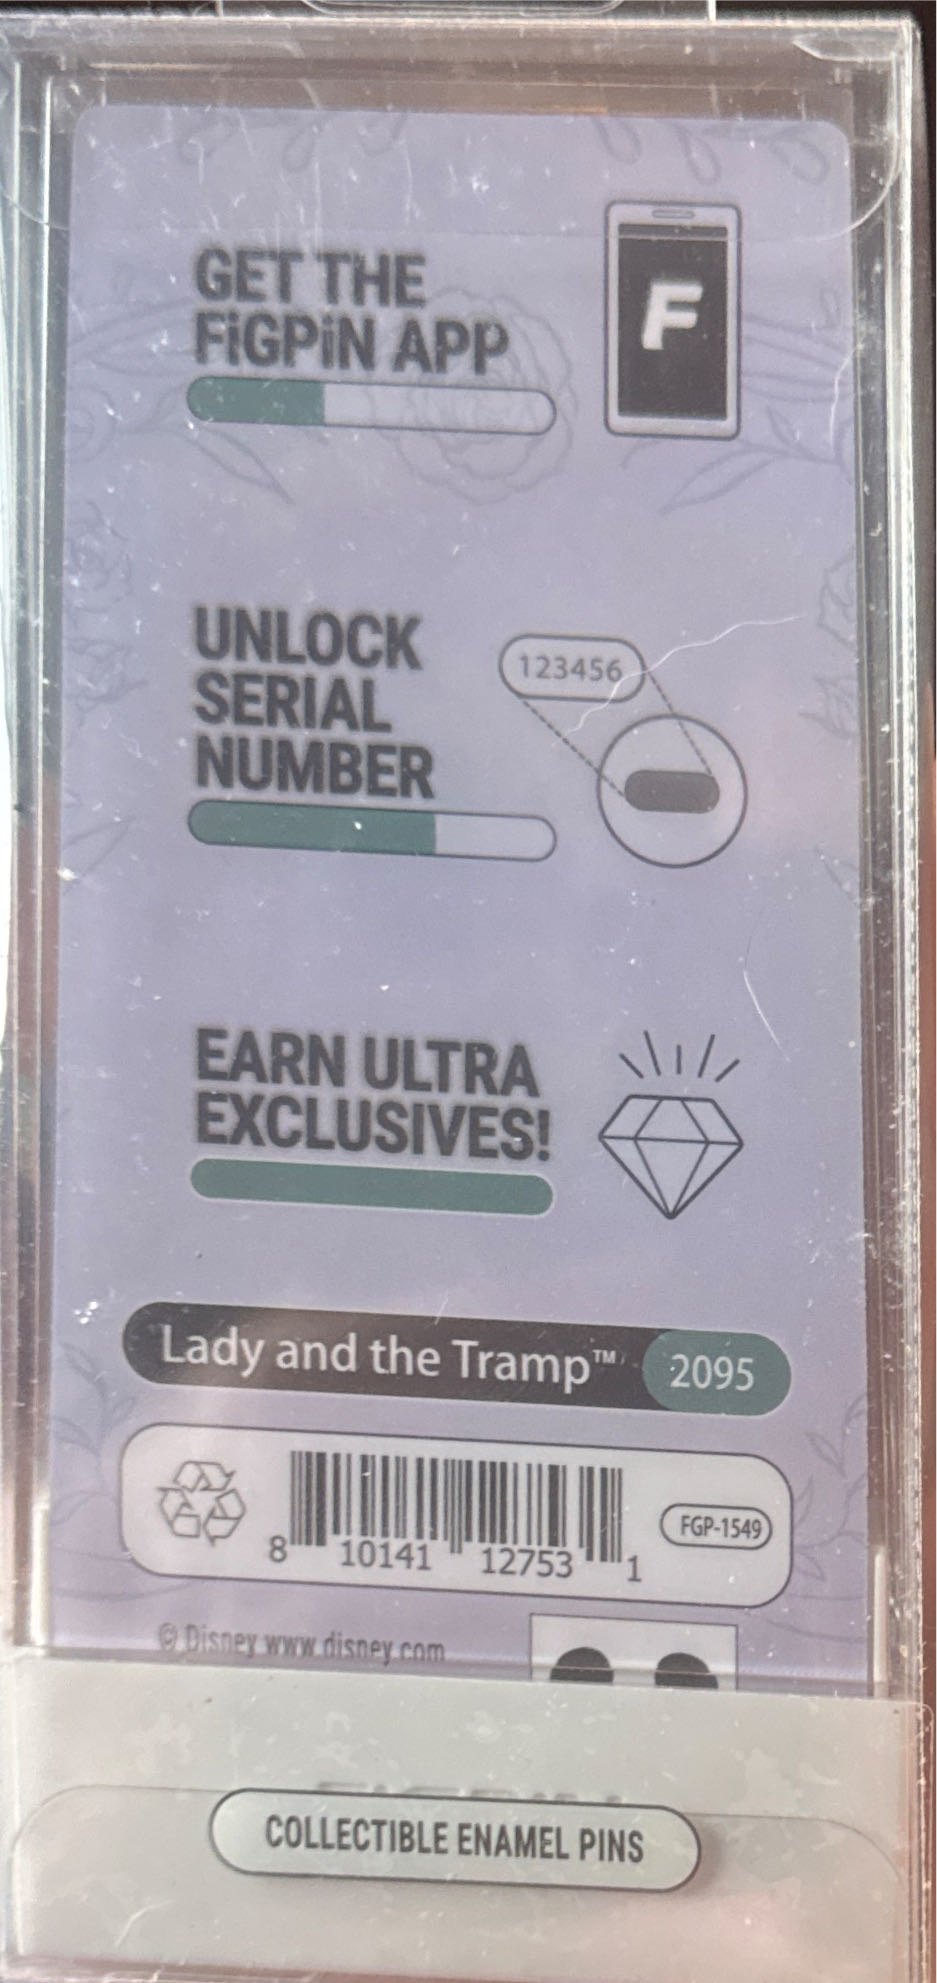 GET THE
FiGPiN APP
F
UNLOCK
SERIAL
NUMBER
123456
EARN ULTRA
EXCLUSIVES!
Lady and the Tramp™ 2095
8 10141 12753 1
FGP-1549
© Disney www.disney.com
COLLECTIBLE ENAMEL PINS